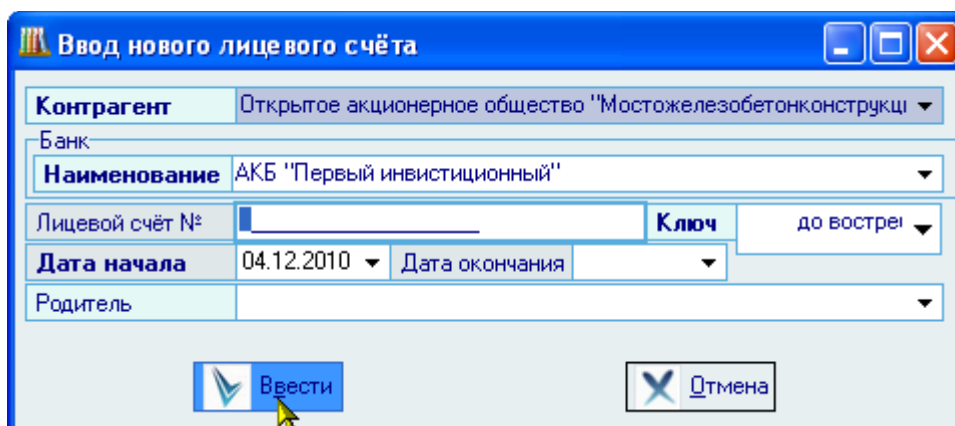 Ввод нового лицевого счёта
Контрагент Открытое акционерное общество "Мостожелезобетонконструкци
Банк
Наименование АКБ "Первый инвистиционный"
Лицевой счёт № Ключ до востре
Дата начала 04.12.2010 Дата окончания
Родитель
Ввести Отмена